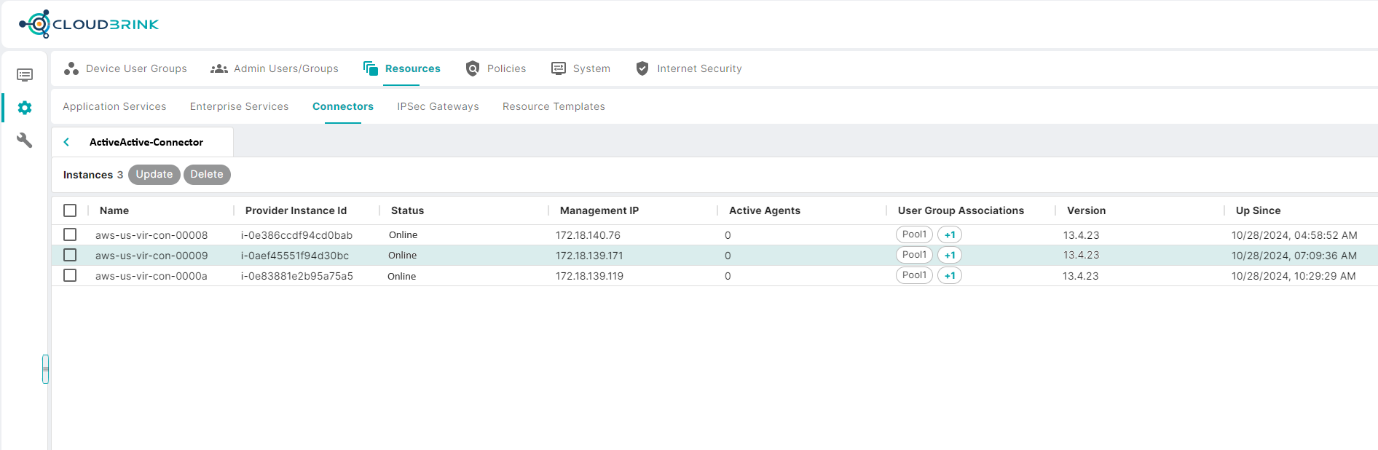 CLOUDBRINK
Device User Groups Admin Users/Groups Resources Policies System Internet Security
Application Services Enterprise Services Connectors IPSec Gateways Resource Templates
ActiveActive-Connector
Instances 3 Update Delete
Name Provider Instance Id Status Management IP Active Agents User Group Associations Version Up Since
aws-us-vir-con-00008 i-0e386ccdf94cd0bab Online 172.18.140.76 0 Pool1 +1 13.4.23 10/28/2024, 04:58:52 AM
aws-us-vir-con-00009 i-0aef45551f94d30bc Online 172.18.139.171 0 Pool1 +1 13.4.23 10/28/2024, 07:09:36 AM
aws-us-vir-con-0000a i-0e83881e2b95a75a5 Online 172.18.139.119 0 Pool1 +1 13.4.23 10/28/2024, 10:29:29 AM